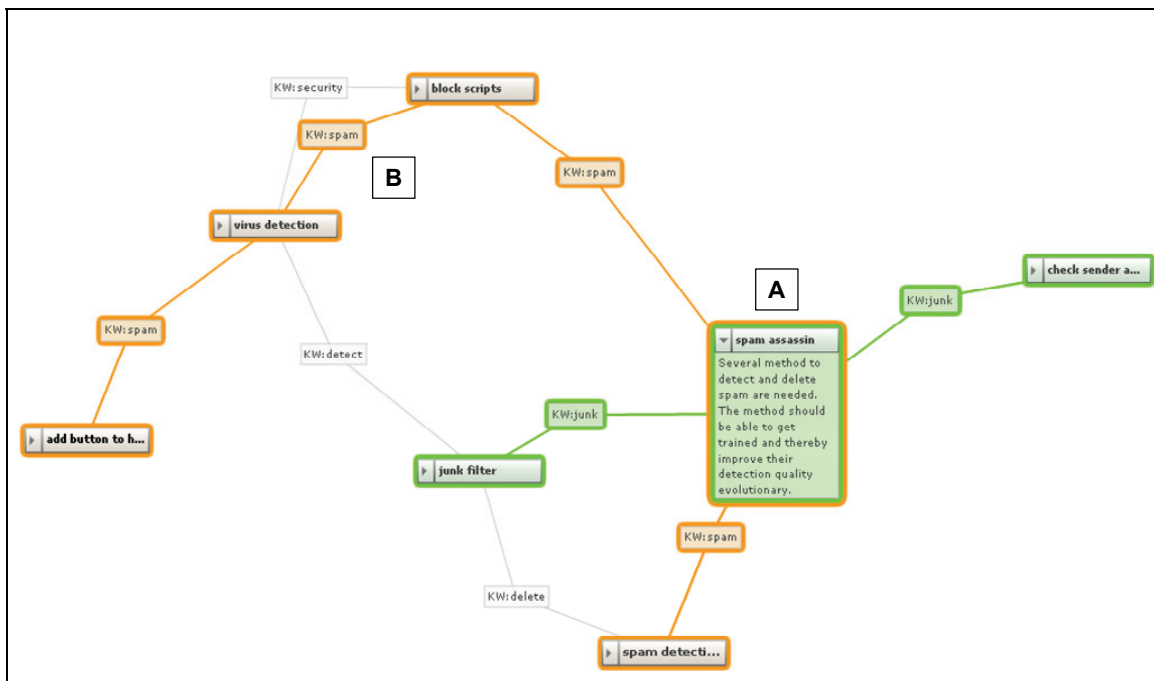 KW:security
block scripts
KW:spam
B
KW:spam
virus detection
A
check sender a...
KW:junk
KW:spam
spam assassin
Several method to
detect and delete
spam are needed.
The method should
be able to get
trained and thereby
improve their
detection quality
evolutionary.
KW:detect
KW:junk
add button to h...
junk filter
KW:spam
KW:delete
spam detecti...